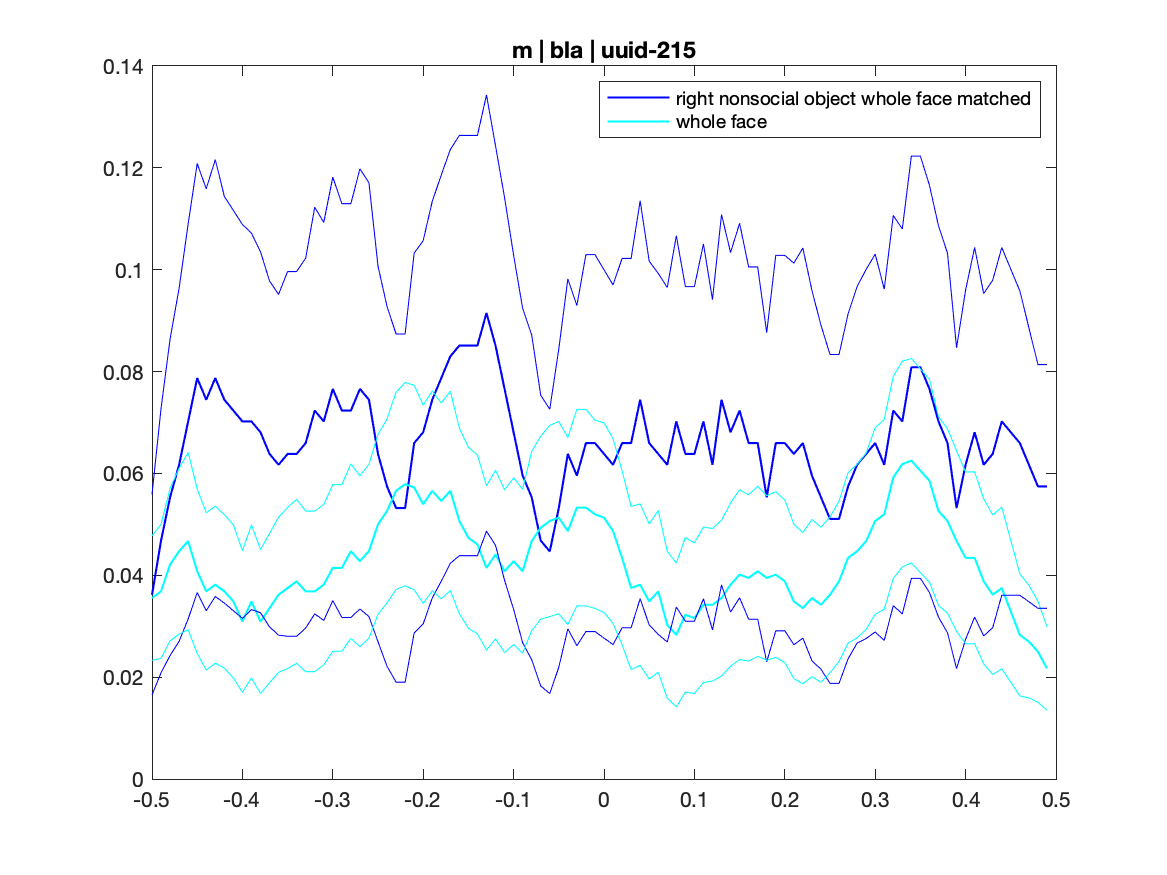 m | bla | uuid-215
right nonsocial object whole face matched
whole face
0.14
0.12
0.1
0.08
0.06
0.04
0.02
0
-0.5 -0.4 -0.3 -0.2 -0.1 0 0.1 0.2 0.3 0.4 0.5